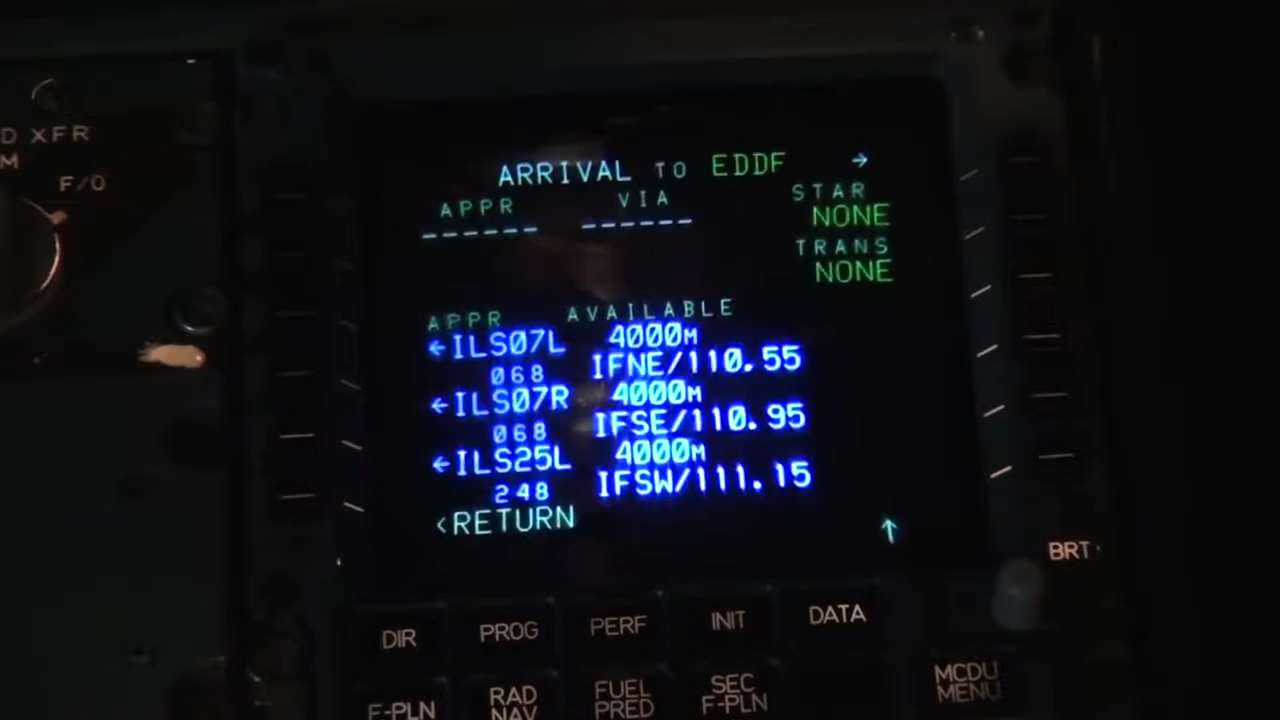 D XFR
M
F/O
ARRIVAL TO EDDF →
APPR VIA STAR
------ ------ NONE
TRANS
NONE
APPR AVAILABLE
←ILS07L 4000M
068 IFNE/110.55
←ILS07R 4000M
068 IFSE/110.95
←ILS25L 4000M
248 IFSW/111.15
<RETURN ↑
BRT
DIR PROG PERF INIT DATA
F-PLN RAD NAV FUEL PRED SEC F-PLN MCDU MENU